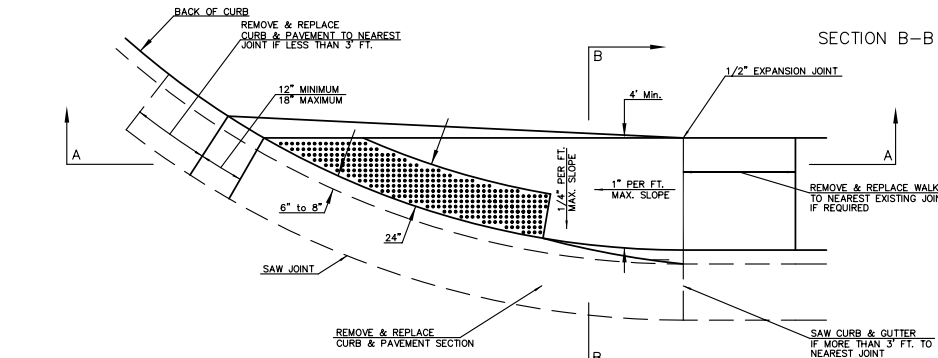 BACK OF CURB
REMOVE & REPLACE
CURB & PAVEMENT TO NEAREST
JOINT IF LESS THAN 3' FT.
SECTION B-B
B
1/2" EXPANSION JOINT
12" MINIMUM
18" MAXIMUM
4' Min.
A
A
1/4" PER FT.
MAX. SLOPE
1" PER FT.
MAX. SLOPE
REMOVE & REPLACE WALK
TO NEAREST EXISTING
IF REQUIRED
6" to 8"
24"
SAW JOINT
REMOVE & REPLACE
CURB & PAVEMENT SECTION
SAW CURB & GUTTER
IF MORE THAN 3' FT. TO
NEAREST JOINT
B